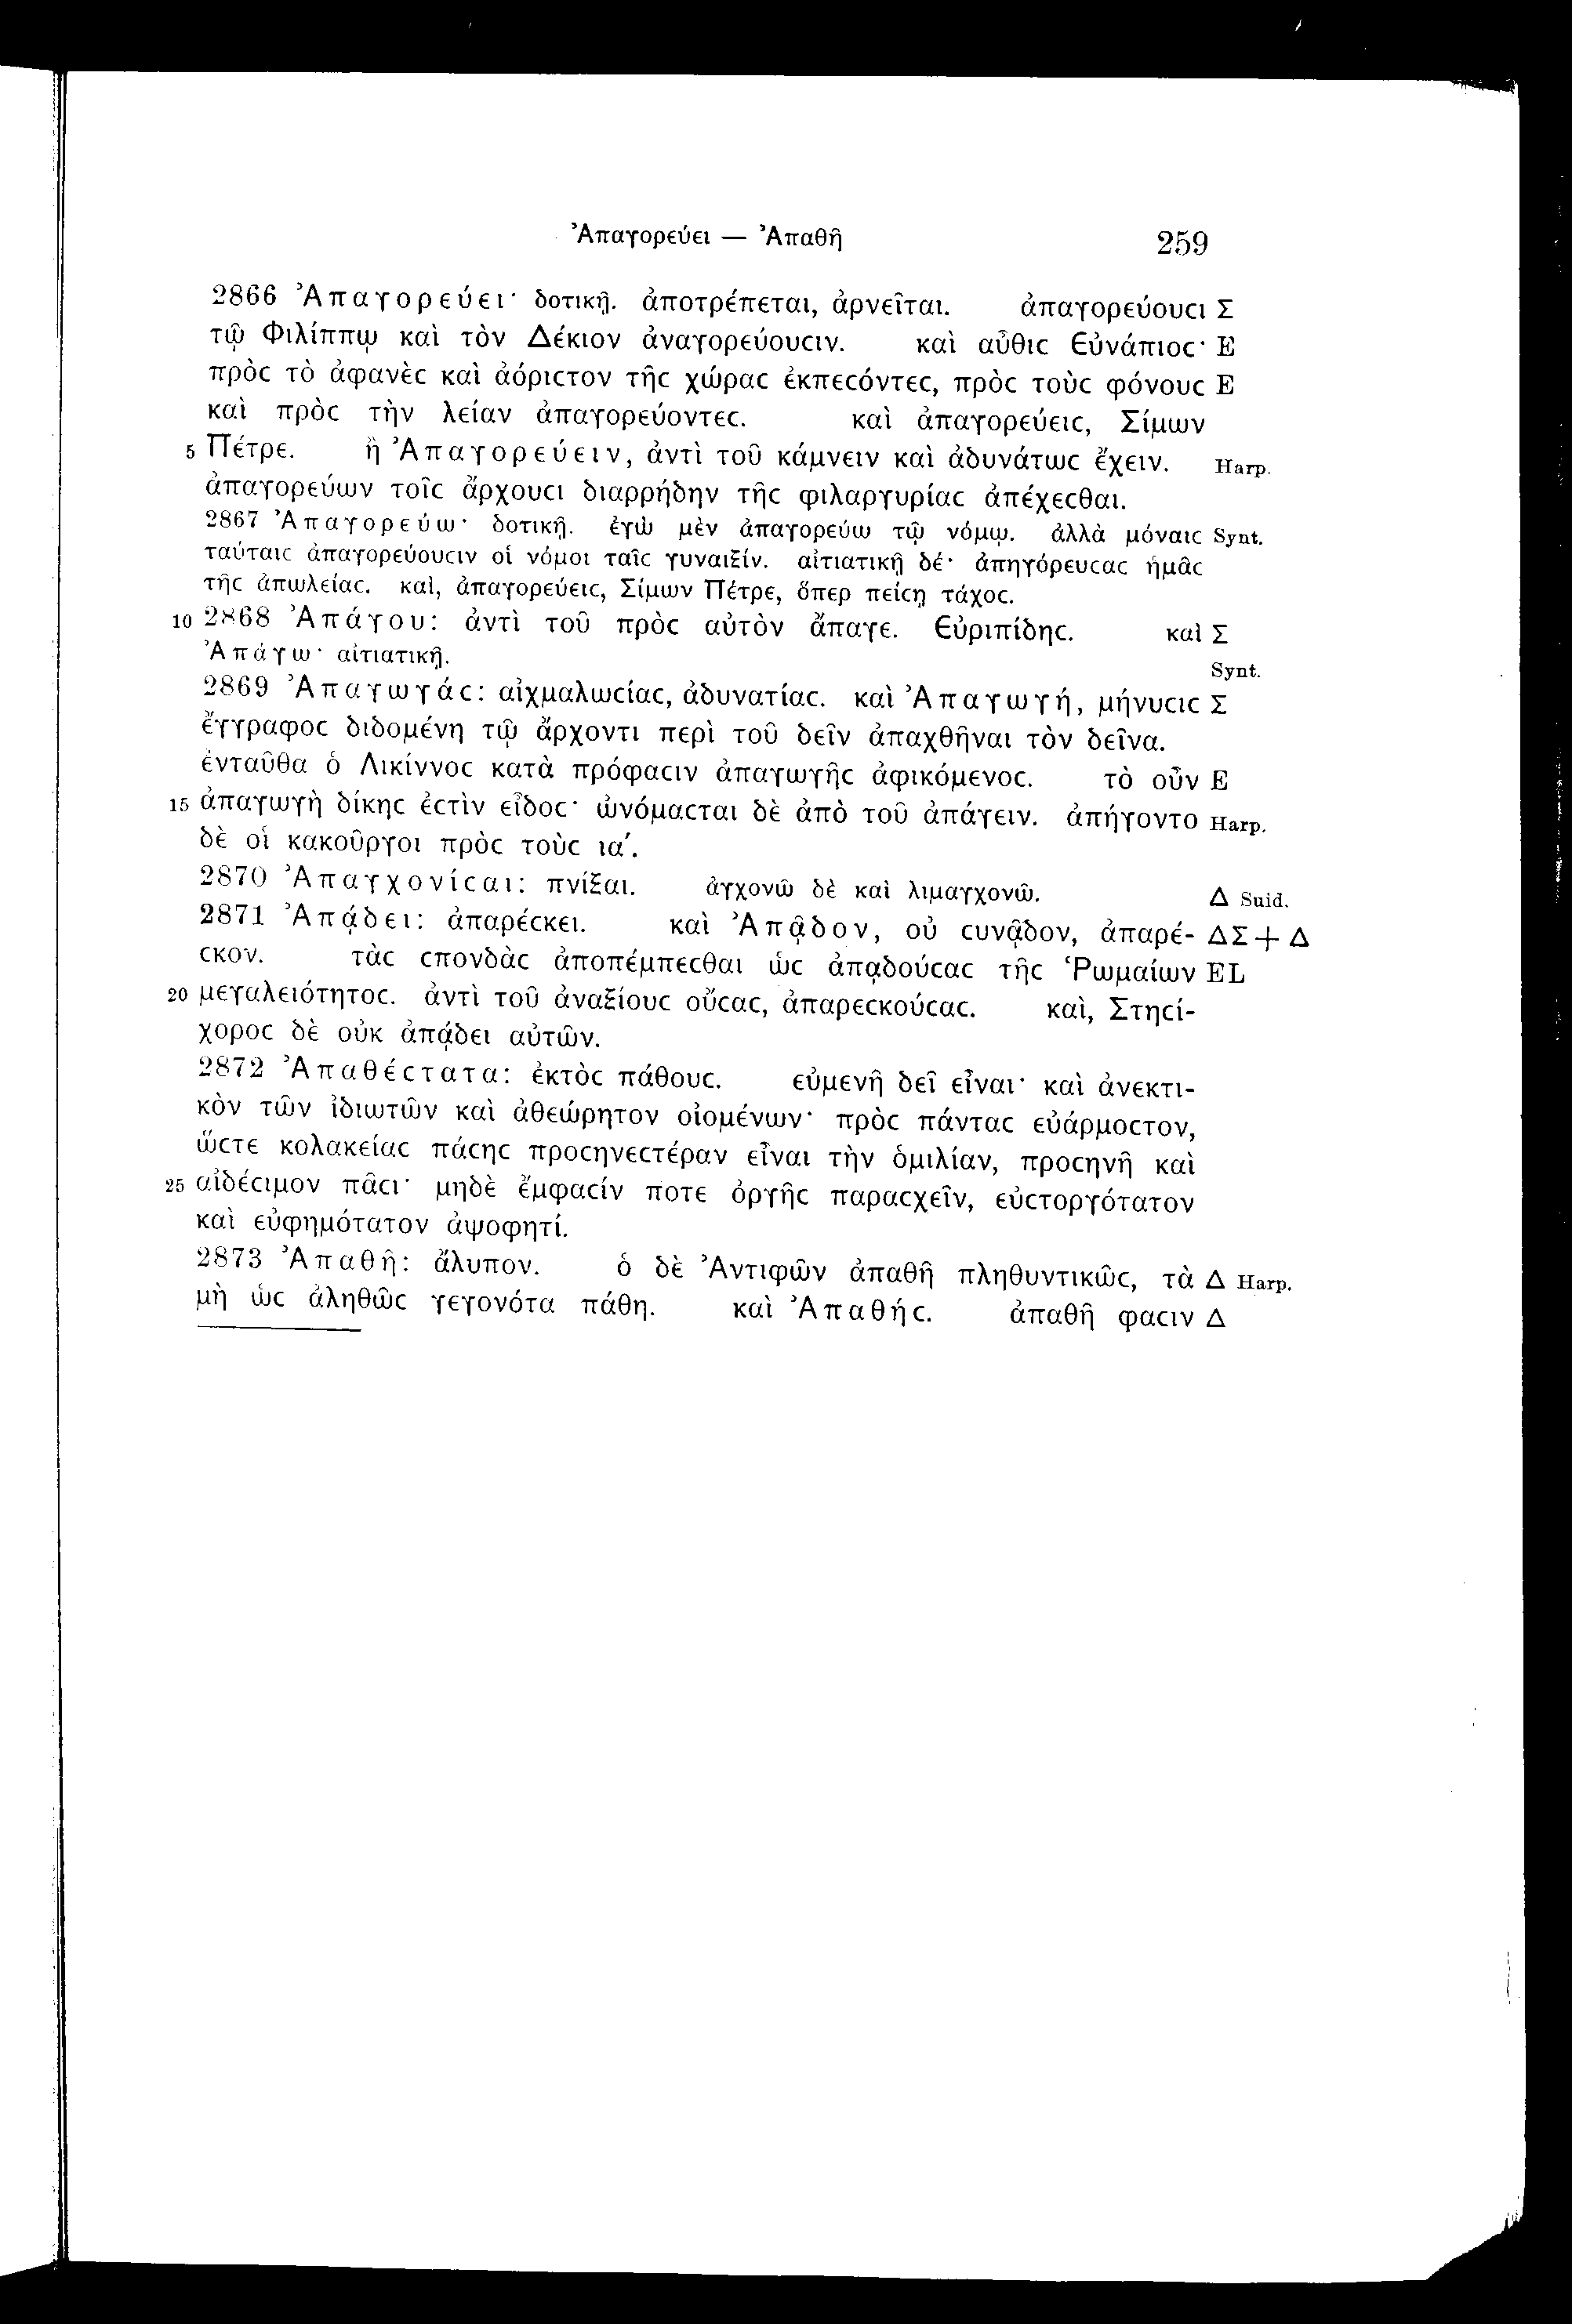 Ἀπαγορεύει — Ἀπαθῆ 259
2866 Ἀπαγορεύει· δοτικῇ. ἀποτρέπεται, ἀρνεῖται. ἀπαγορεύουϲι Σ
τῷ Φιλίππῳ καὶ τὸν Δέκιον ἀναγορεύουϲιν. καὶ αὖθιϲ Εὐνάπιοϲ· E
πρὸϲ τὸ ἀφανὲϲ καὶ ἀόριϲτον τῆϲ χώραϲ ἐκπεϲόντεϲ, πρὸϲ τοὺϲ φόνουϲ E
καὶ πρὸϲ τὴν λείαν ἀπαγορεύοντεϲ. καὶ ἀπαγορεύειϲ, Σίμων
5 Πέτρε. ἢ Ἀπαγορεύειν, ἀντὶ τοῦ κάμνειν καὶ ἀδυνάτωϲ ἔχειν. Harp.
ἀπαγορεύων τοῖϲ ἄρχουϲι διαρρήδην τῆϲ φιλαργυρίαϲ ἀπέχεϲθαι.
2867 Ἀπαγορεύω· δοτικῇ. ἐγὼ μὲν ἀπαγορεύω τῷ νόμῳ. ἀλλὰ μόναιϲ Synt.
ταύταιϲ ἀπαγορεύουϲιν οἱ νόμοι ταῖϲ γυναιξίν. αἰτιατικῇ δέ· ἀπηγόρευϲαϲ ἡμᾶϲ
τῆϲ ἀπωλείαϲ. καὶ, ἀπαγορεύειϲ, Σίμων Πέτρε, ὅπερ πείϲῃ τάχοϲ.
10 2868 Ἀπάγου: ἀντὶ τοῦ πρὸϲ αὐτὸν ἄπαγε. Εὐριπίδηϲ. καὶ Σ
Ἀπάγω· αἰτιατικῇ. Synt.
2869 Ἀπαγωγάϲ: αἰχμαλωϲίαϲ, ἀδυνατίαϲ. καὶ Ἀπαγωγή, μήνυϲιϲ Σ
ἔγγραφοϲ διδομένη τῷ ἄρχοντι περὶ τοῦ δεῖν ἀπαχθῆναι τὸν δεῖνα.
ἐνταῦθα ὁ Λικίννοϲ κατὰ πρόφαϲιν ἀπαγωγῆϲ ἀφικόμενοϲ. τὸ οὖν E
15 ἀπαγωγὴ δίκηϲ ἐϲτὶν εἶδοϲ· ὠνόμαϲται δὲ ἀπὸ τοῦ ἀπάγειν. ἀπήγοντο Harp.
δὲ οἱ κακοῦργοι πρὸϲ τοὺϲ ια′.
2870 Ἀπαγχονίϲαι: πνίξαι. ἀγχονῶ δὲ καὶ λιμαγχονῶ. Δ Suid.
2871 Ἀπᾴδει: ἀπαρέϲκει. καὶ Ἀπᾷδον, οὐ ϲυνᾷδον, ἀπαρέ- ΔΣ+Δ
ϲκον. τὰϲ ϲπονδὰϲ ἀποπέμπεϲθαι ὡϲ ἀπᾳδούϲαϲ τῆϲ Ῥωμαίων EL
20 μεγαλειότητοϲ. ἀντὶ τοῦ ἀναξίουϲ οὔϲαϲ, ἀπαρεϲκούϲαϲ. καὶ, Στηϲί-
χοροϲ δὲ οὐκ ἀπᾴδει αὐτῶν.
2872 Ἀπαθέϲτατα: ἐκτὸϲ πάθουϲ. εὐμενῆ δεῖ εἶναι· καὶ ἀνεκτι-
κὸν τῶν ἰδιωτῶν καὶ ἀθεώρητον οἰομένων· πρὸϲ πάνταϲ εὐάρμοϲτον,
ὥϲτε κολακείαϲ πάϲηϲ προϲηνεϲτέραν εἶναι τὴν ὁμιλίαν, προϲηνῆ καὶ
25 αἰδέϲιμον πᾶϲι· μηδὲ ἔμφαϲίν ποτε ὀργῆϲ παραϲχεῖν, εὐϲτοργότατον
καὶ εὐφημότατον ἀψοφητί.
2873 Ἀπαθῆ: ἄλυπον. ὁ δὲ Ἀντιφῶν ἀπαθῆ πληθυντικῶϲ, τὰ Δ Harp.
μὴ ὡϲ ἀληθῶϲ γεγονότα πάθη. καὶ Ἀπαθήϲ. ἀπαθῆ φαϲιν Δ